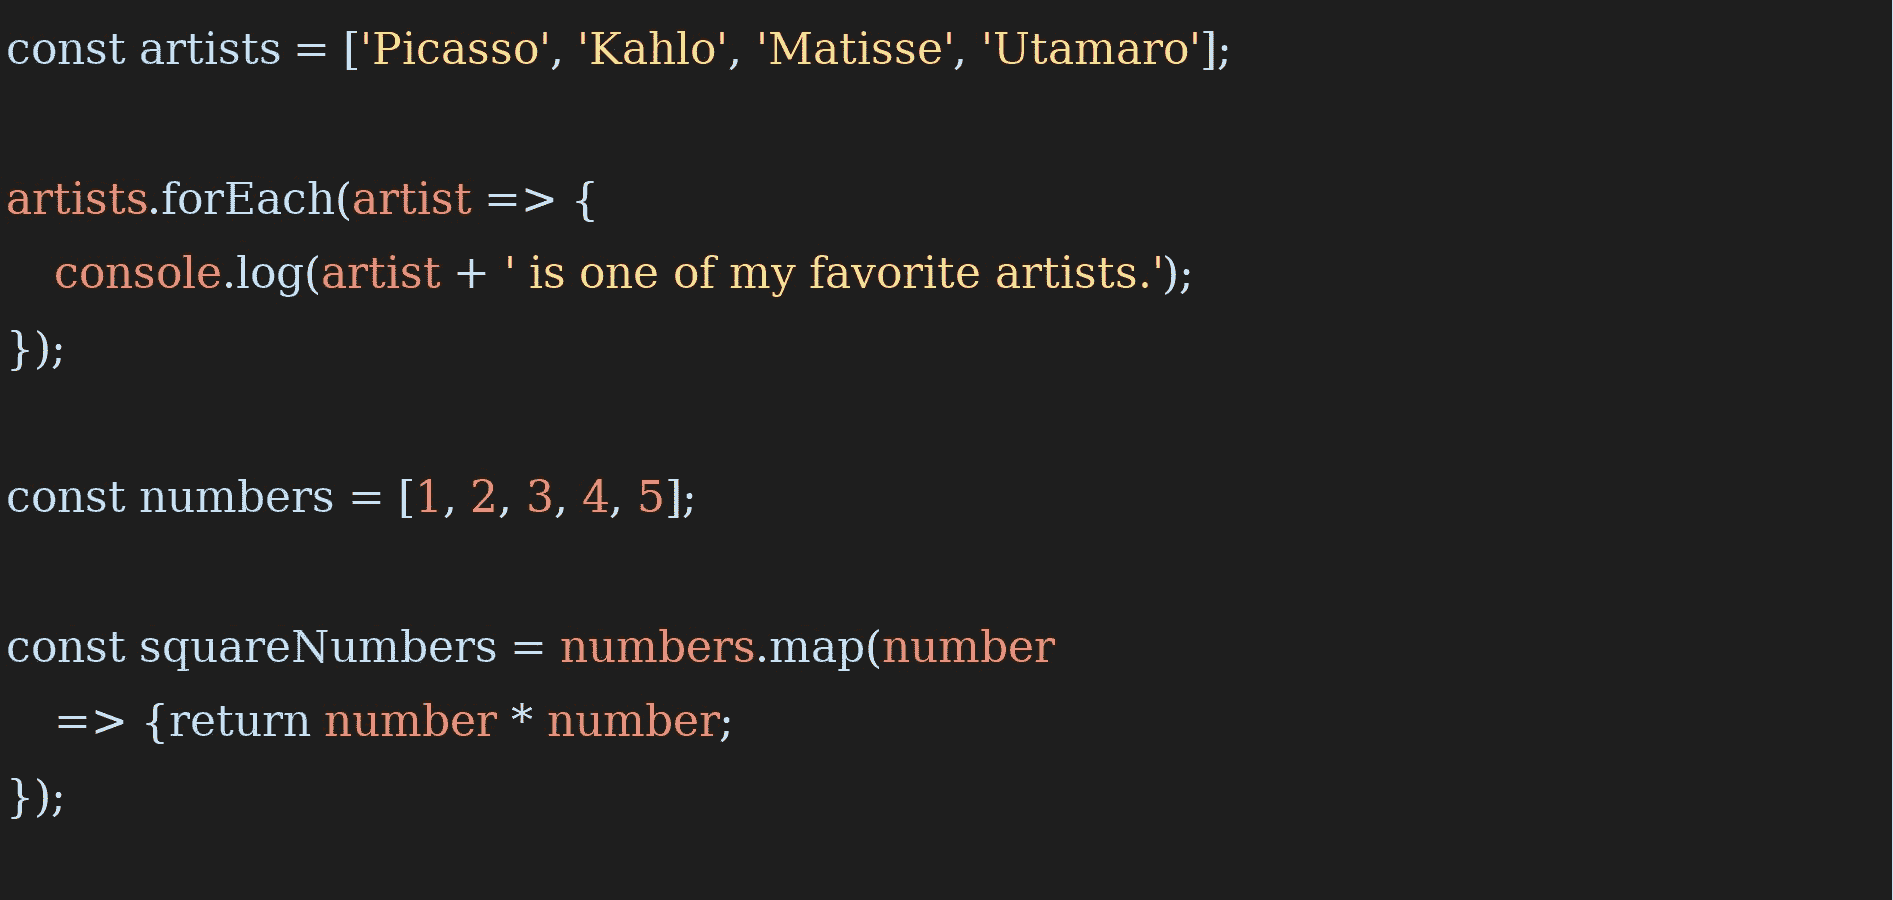 const artists = ['Picasso', 'Kahlo', 'Matisse', 'Utamaro'];
artists.forEach(artist => {
console.log(artist + ' is one of my favorite artists.');
});
const numbers = [1, 2, 3, 4, 5];
const squareNumbers = numbers.map(number
=> {return number * number;
});